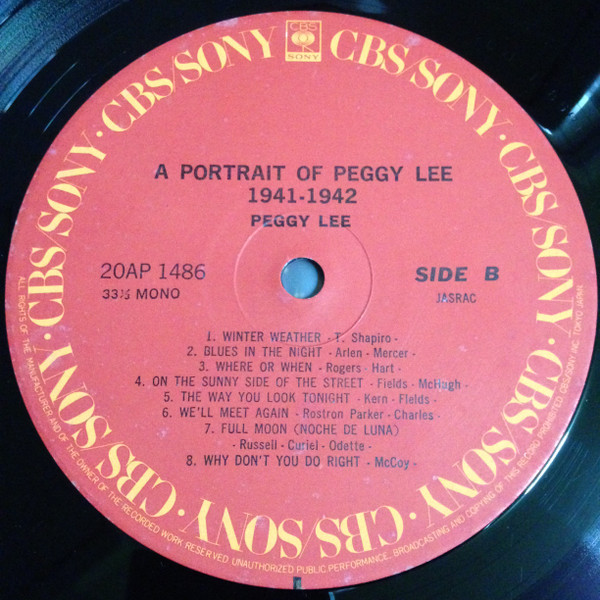 CBS
SONY
CBS/SONY · CBS/SONY · CBS/SONY · CBS/SONY · CBS/SONY · CBS/SONY · CBS/SONY · CBS/SONY
A PORTRAIT OF PEGGY LEE
1941-1942
PEGGY LEE
20AP 1486
SIDE B
33⅓ MONO
JASRAC
1. WINTER WEATHER - T. Shapiro -
2. BLUES IN THE NIGHT - Arlen - Mercer -
3. WHERE OR WHEN - Rogers - Hart -
4. ON THE SUNNY SIDE OF THE STREET - Fields - McHugh -
5. THE WAY YOU LOOK TONIGHT - Kern - Fields -
6. WE'LL MEET AGAIN - Rostron Parker - Charles -
7. FULL MOON (NOCHE DE LUNA)
- Russell - Curiel - Odette -
8. WHY DON'T YOU DO RIGHT - McCoy -
ALL RIGHTS OF THE MANUFACTURER AND OF THE OWNER OF THE RECORDED WORK RESERVED. UNAUTHORIZED PUBLIC PERFORMANCE, BROADCASTING AND COPYING OF THIS RECORD PROHIBITED. CBS/SONY INC. TOKYO JAPAN.